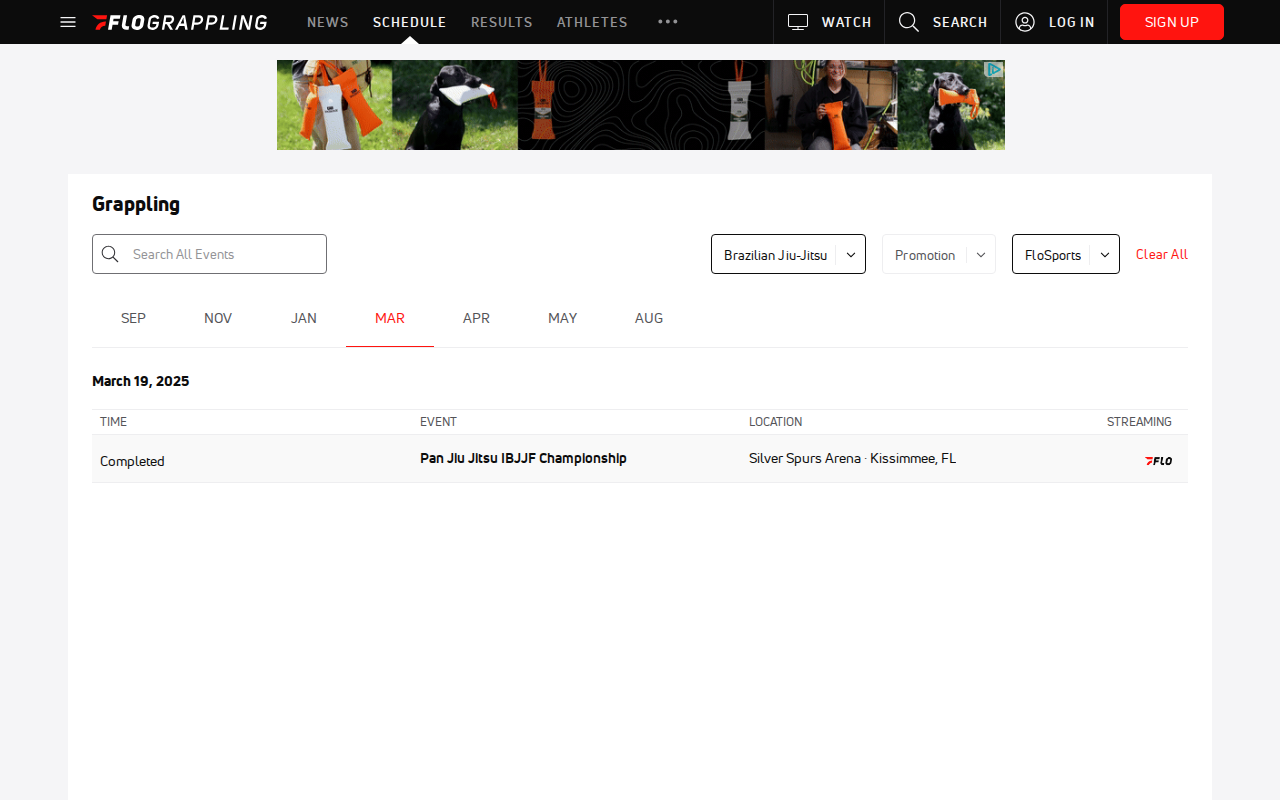 FLOGRAPPLING NEWS SCHEDULE RESULTS ATHLETES WATCH SEARCH LOG IN SIGN UP
Grappling
Search All Events Brazilian Jiu-Jitsu Promotion FloSports Clear All
SEP NOV JAN MAR APR MAY AUG
March 19, 2025
TIME EVENT LOCATION STREAMING
Completed Pan Jiu Jitsu IBJJF Championship Silver Spurs Arena · Kissimmee, FL FLO